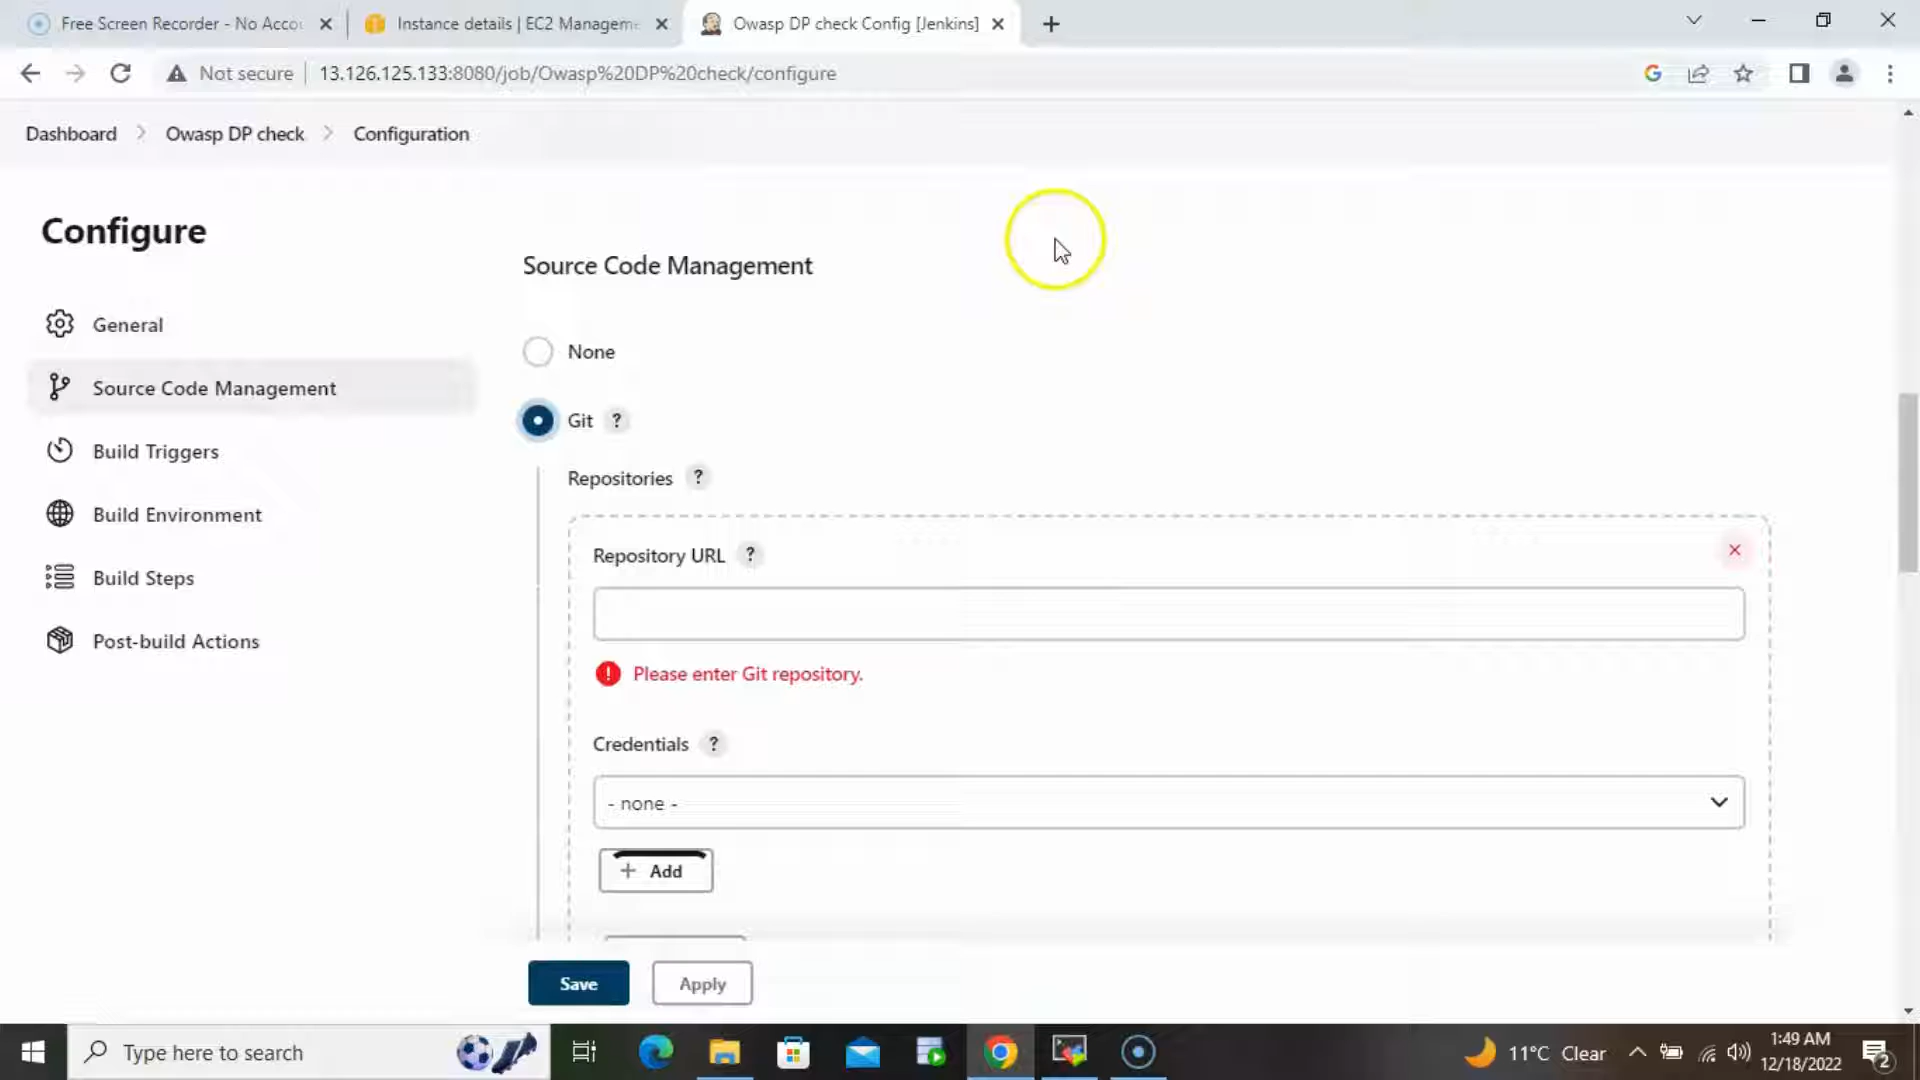 Free Screen Recorder - No Acco
Instance details | EC2 Managem
Owasp DP check Config [Jenkins]
Not secure
13.126.125.133:8080/job/Owasp%20DP%20check/configure
Dashboard
Owasp DP check
Configuration
Configure
General
Source Code Management
Build Triggers
Build Environment
Build Steps
Post-build Actions
Source Code Management
None
Git ?
Repositories ?
Repository URL ?
Please enter Git repository.
Credentials ?
- none -
+ Add
Save
Apply
Type here to search
11°C Clear
1:49 AM
12/18/2022
2